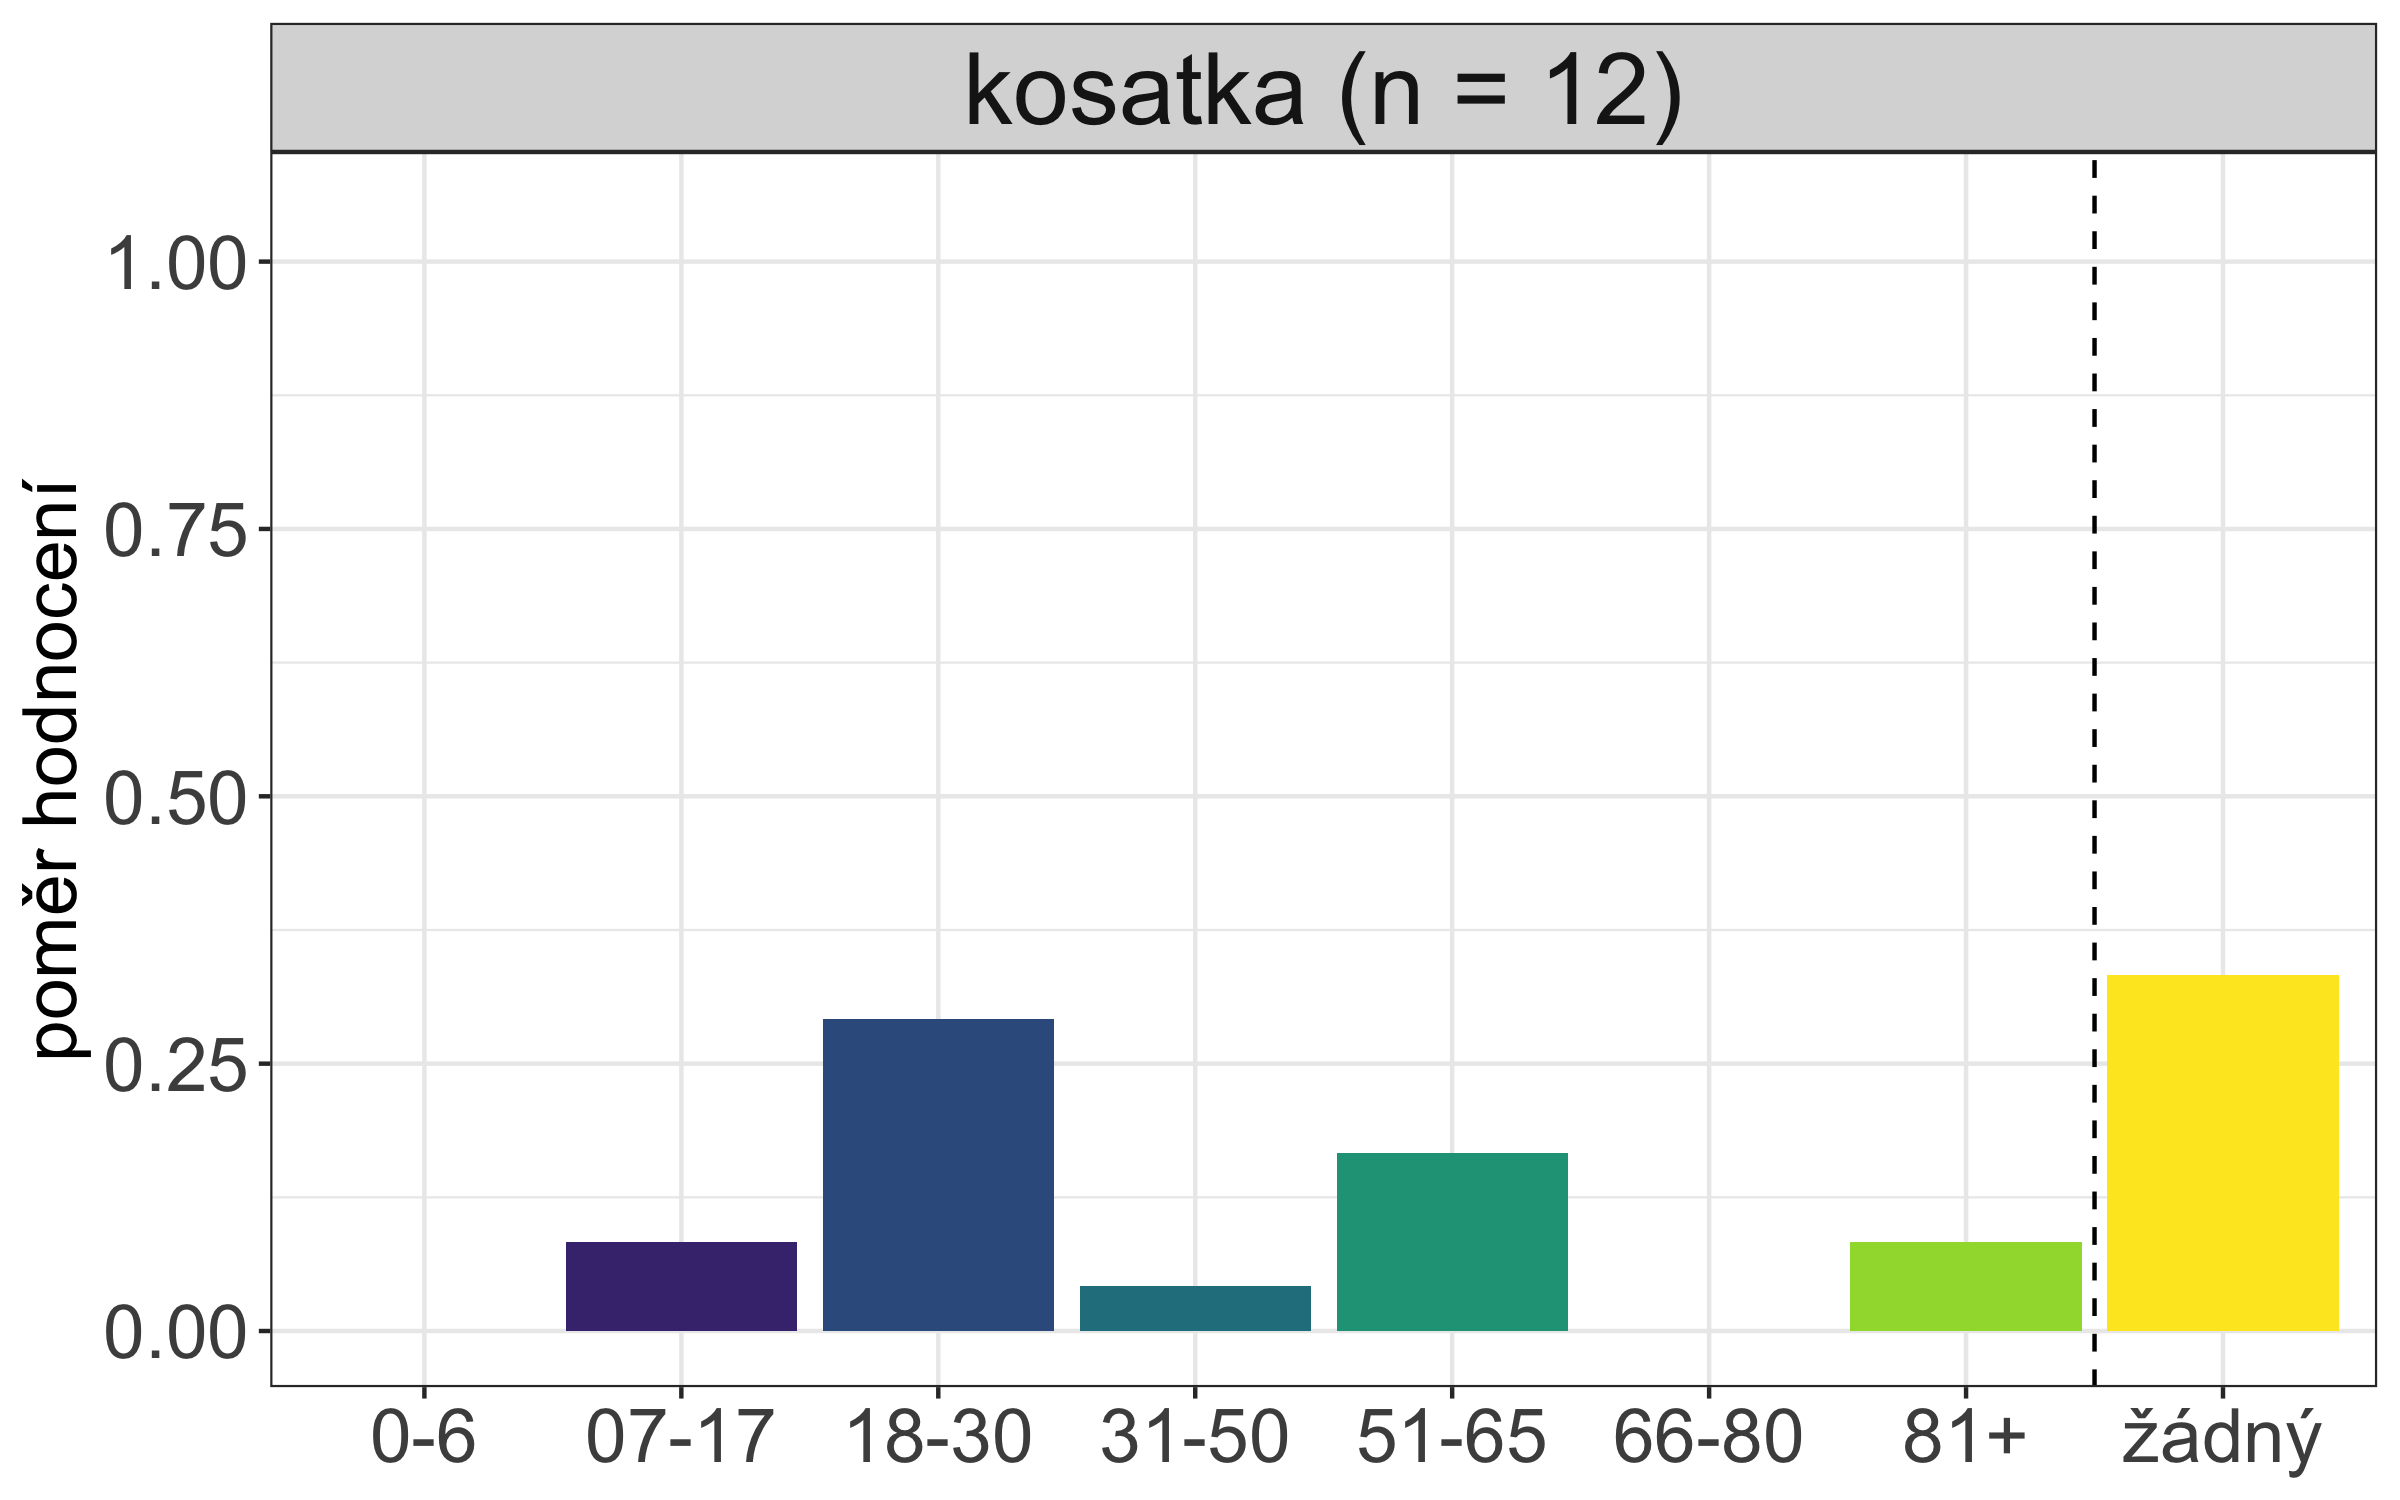 kosatka (n = 12)
poměr hodnocení
1.00
0.75
0.50
0.25
0.00
0-6 07-17 18-30 31-50 51-65 66-80 81+ žádný